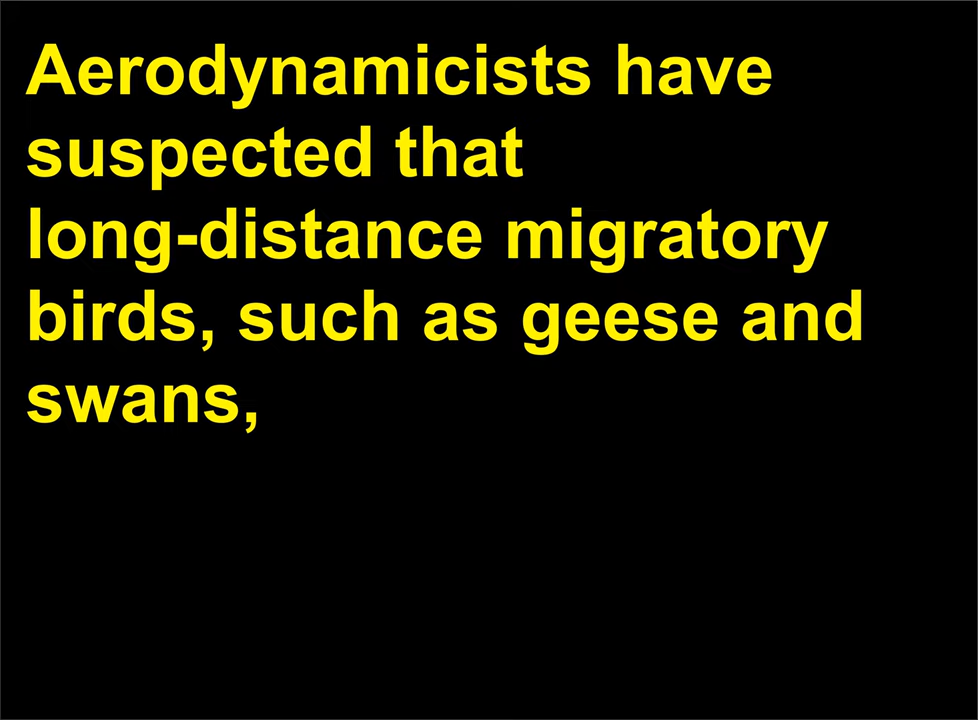 Aerodynamicists have
suspected that
long-distance migratory
birds, such as geese and
swans,